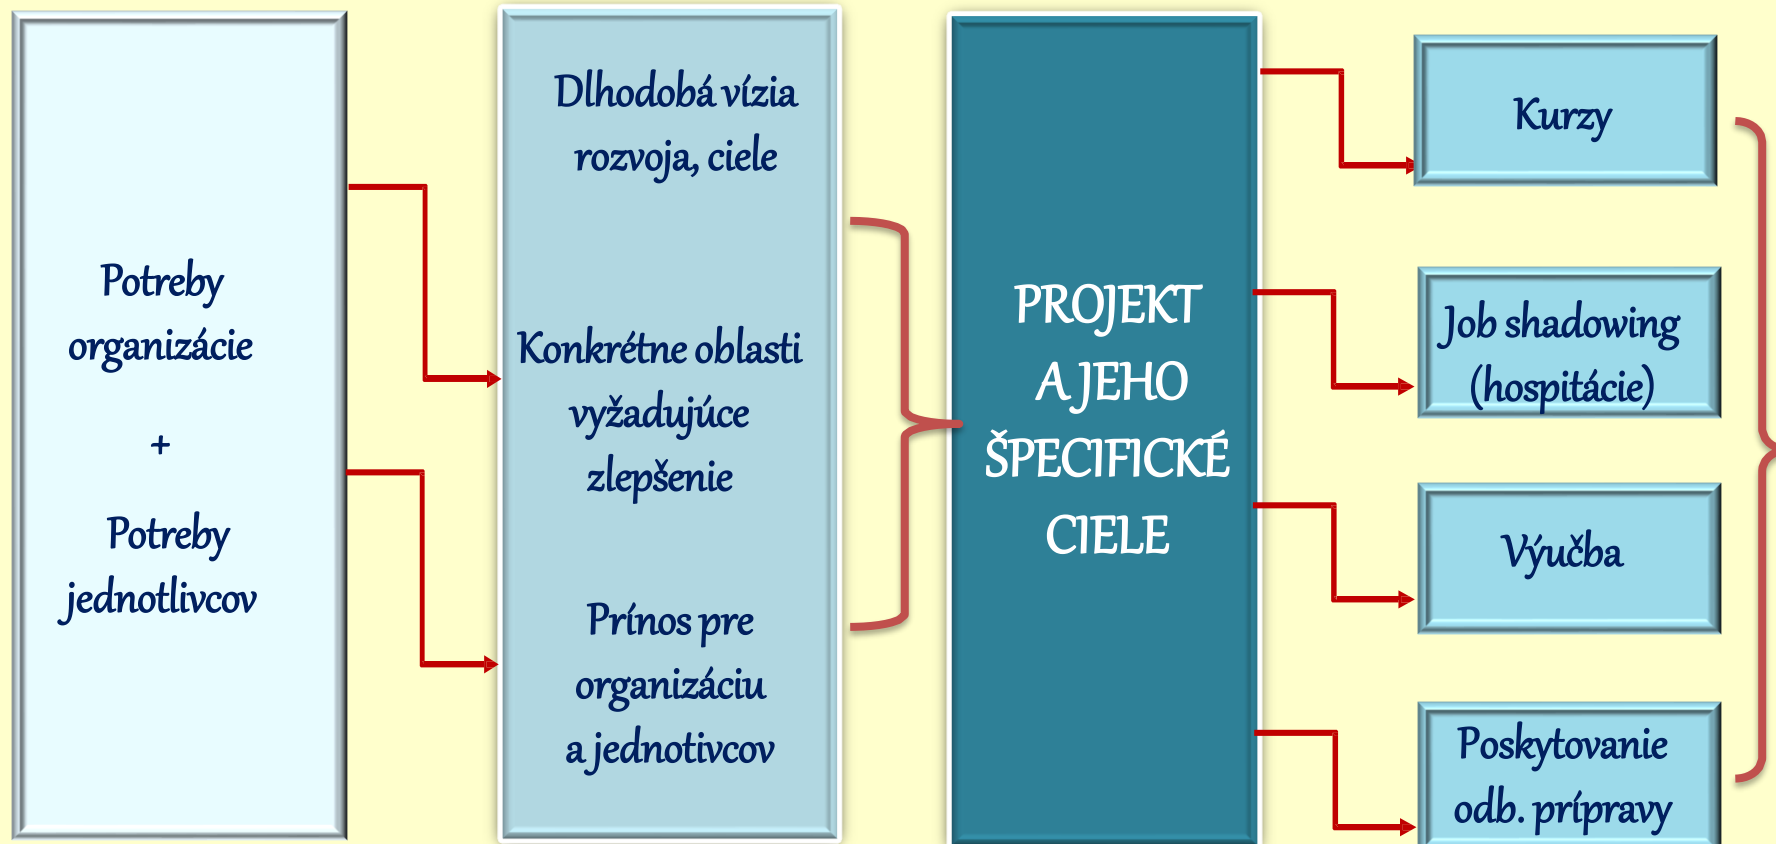 Potreby
organizácie
+
Potreby
jednotlivcov
Dlhodobá vízia
rozvoja, ciele
Konkrétne oblasti
vyžadujúce
zlepšenie
Prínos pre
organizáciu
a jednotivcov
PROJEKT
A JEHO
ŠPECIFICKÉ
CIELE
Kurzy
Job shadowing
(hospitácie)
Výučba
Poskytovanie
odb. prípravy